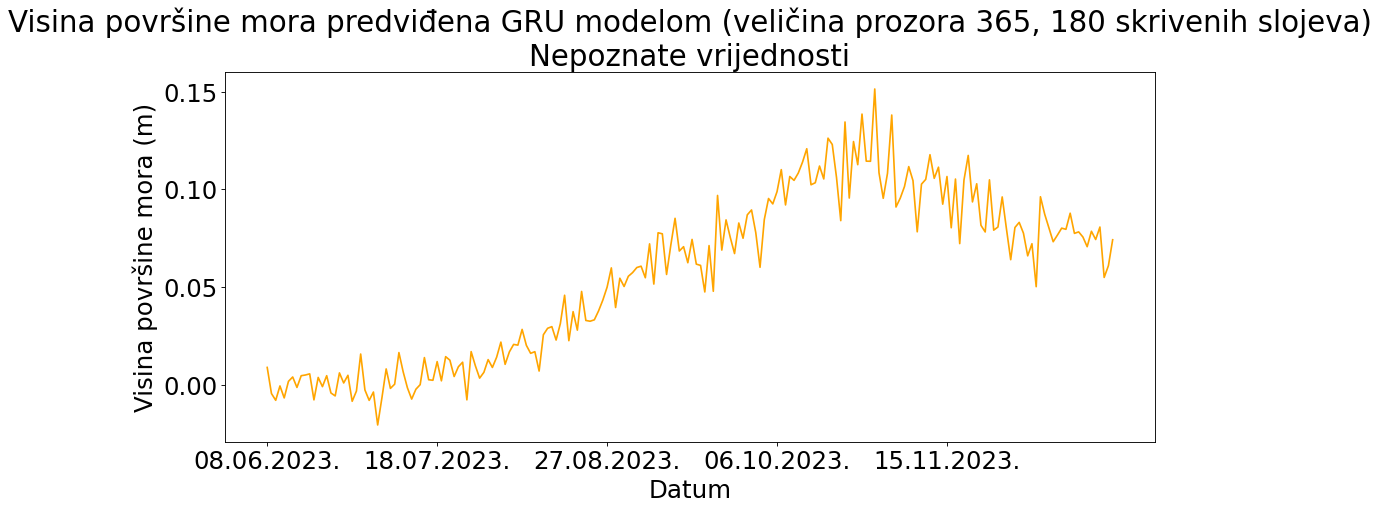 Visina površine mora predviđena GRU modelom (veličina prozora 365, 180 skrivenih slojeva)
Nepoznate vrijednosti
Visina površine mora (m)
0.15
0.10
0.05
0.00
08.06.2023. 18.07.2023. 27.08.2023. 06.10.2023. 15.11.2023.
Datum